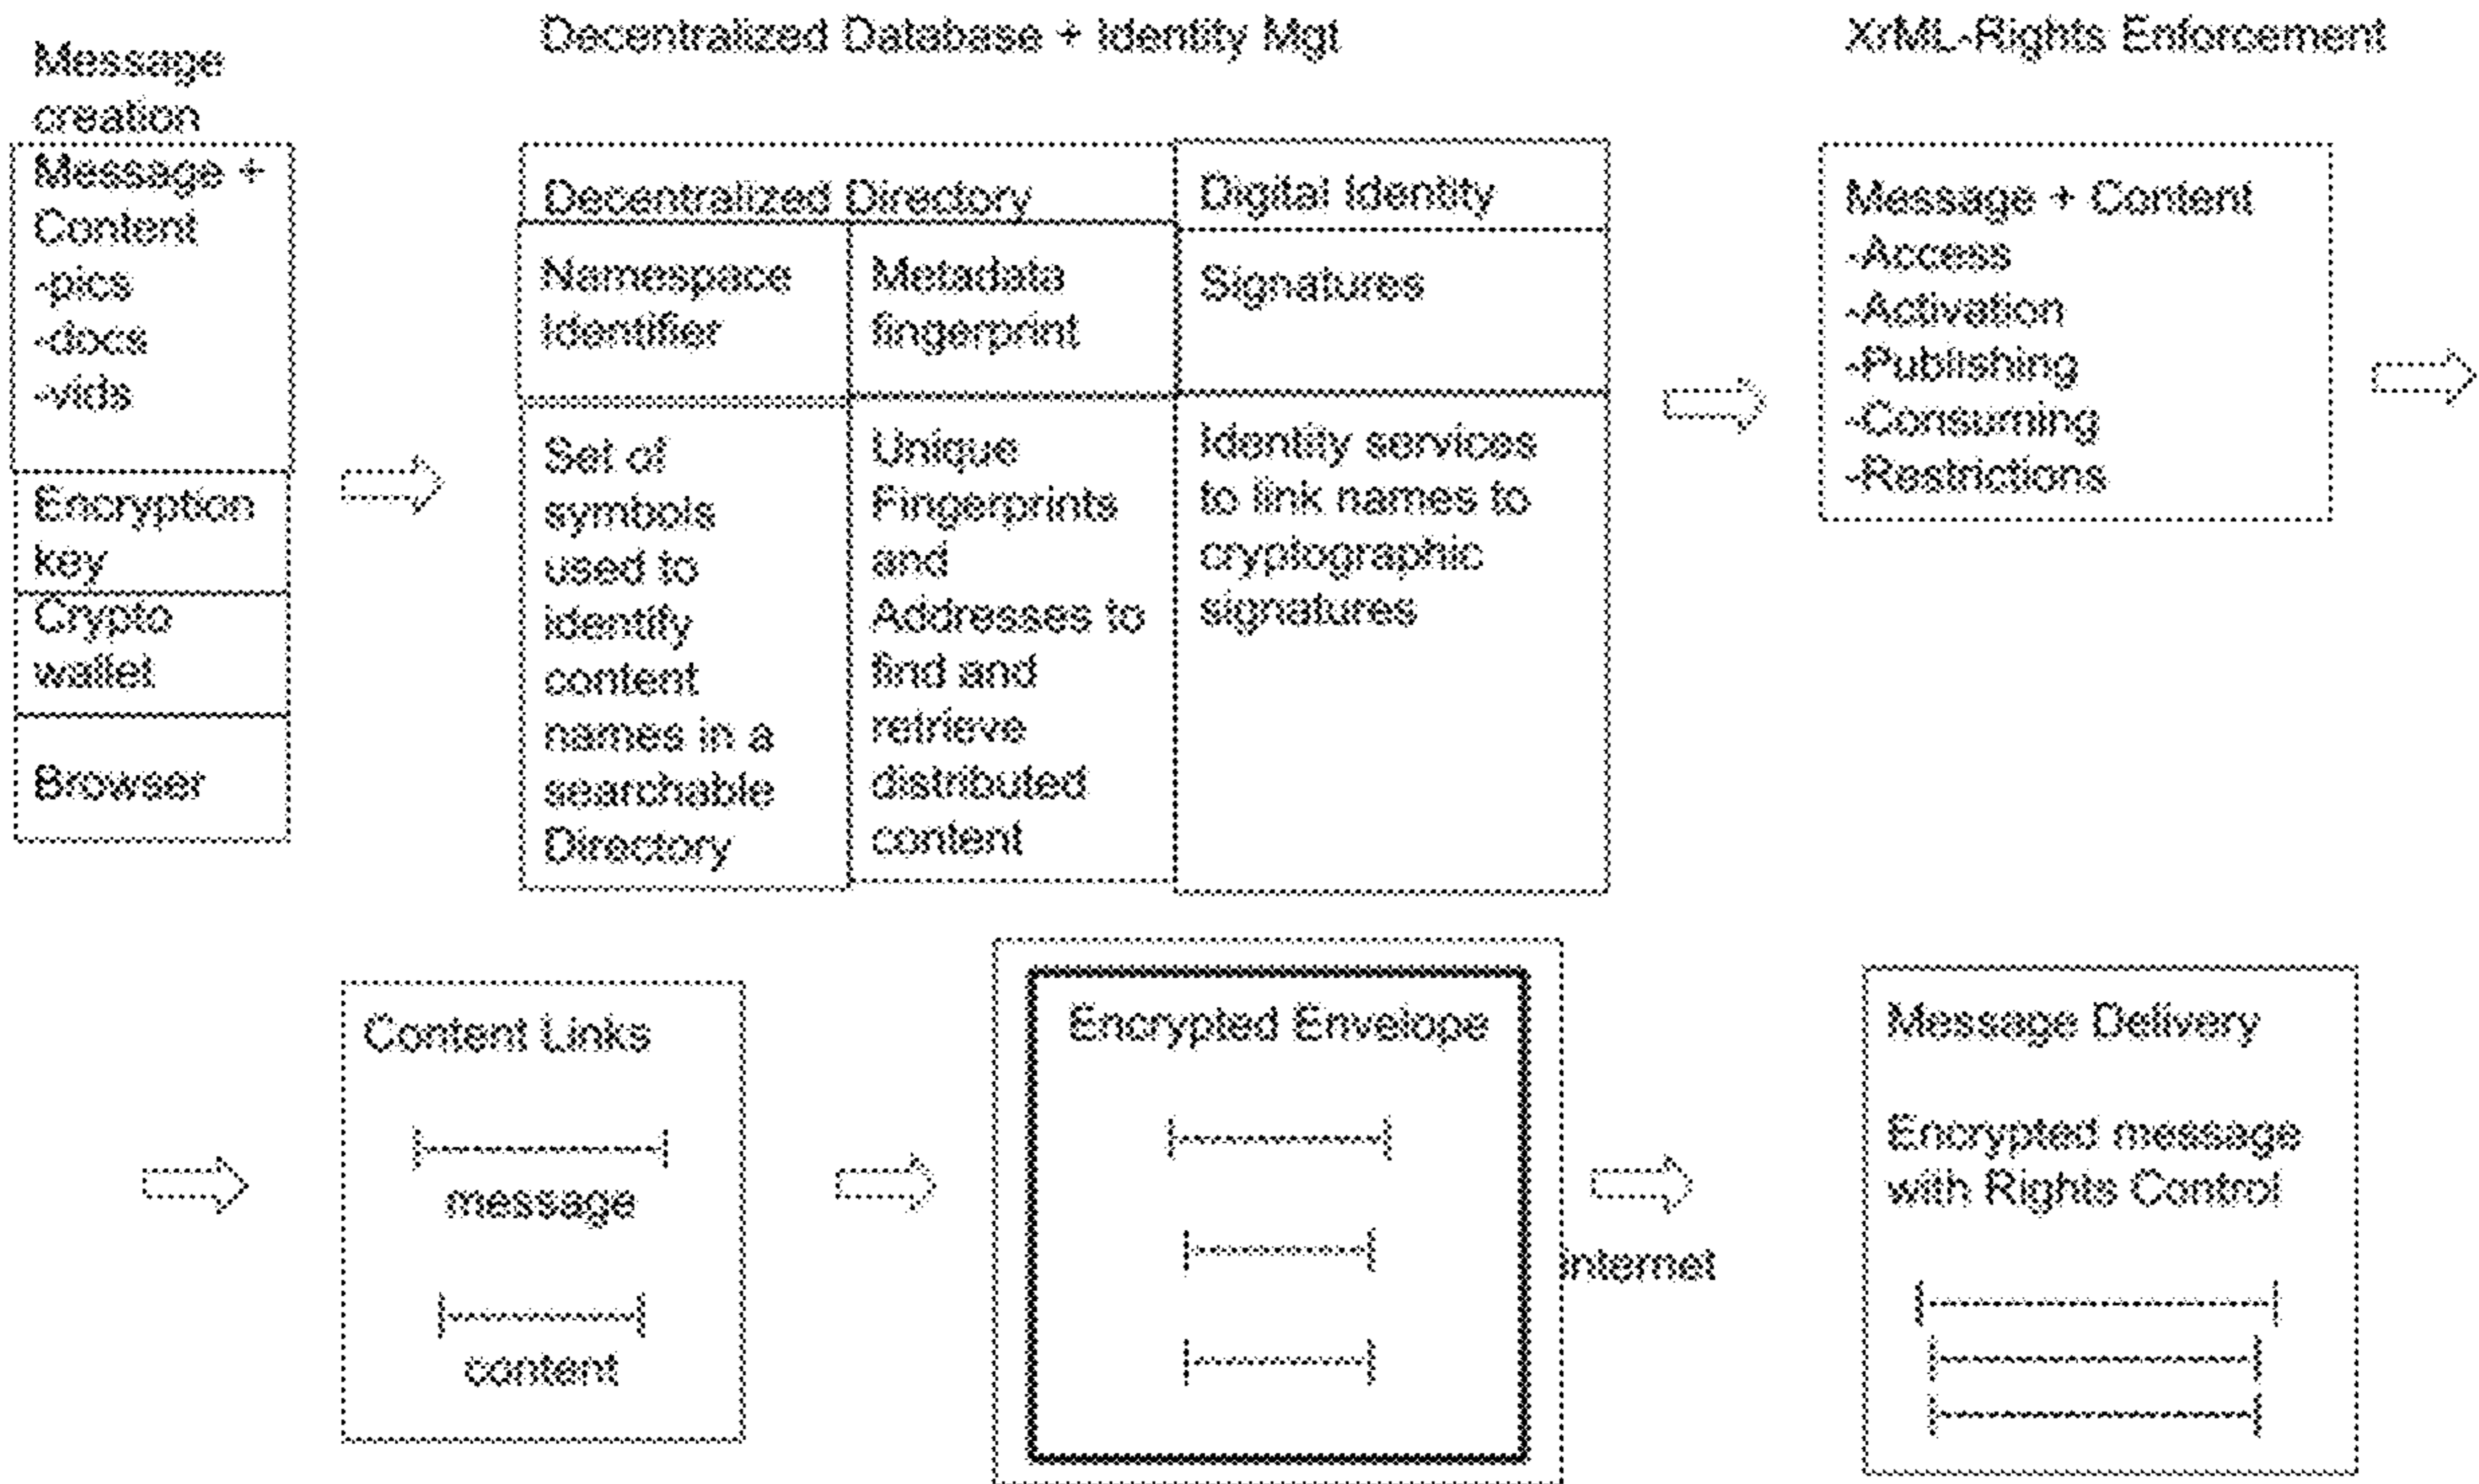 Message
creation
Message +
Content
-pics
-docs
-vids
Encryption
key
Crypto
wallet
Browser
Decentralized Database + Identity Mgt
Decentralized Directory
Namespace
Identifier
Metadata
fingerprint
Set of
symbols
used to
identify
content
names in a
searchable
Directory
Unique
Fingerprints
and
Addresses to
find and
retrieve
distributed
content
Digital Identity
Signatures
Identity services
to link names to
cryptographic
signatures
XrML-Rights Enforcement
Message + Content
-Access
-Activation
-Publishing
-Consuming
-Restrictions
Content Links
message
content
Encrypted Envelope
Internet
Message Delivery
Encrypted message
with Rights Control